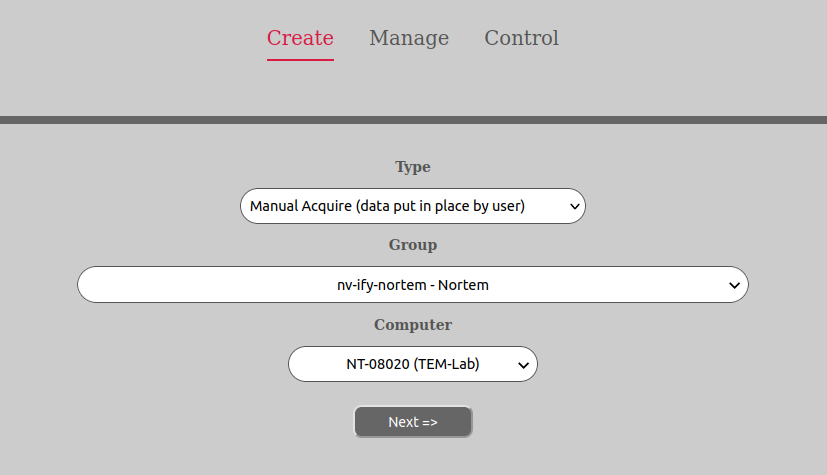 Create Manage Control
Type
Manual Acquire (data put in place by user)
Group
nv-ify-nortem - Nortem
Computer
NT-08020 (TEM-Lab)
Next =>